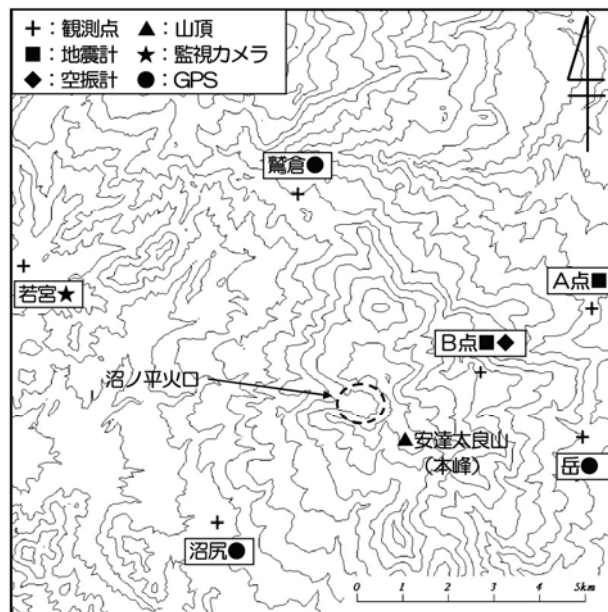 +：観測点 ▲：山頂
■：地震計 ★：監視カメラ
◆：空振計 ●：GPS
鷲倉●
若宮★
A点■
B点■◆
沼ノ平火口
▲安達太良山
（本峰）
岳●
沼尻●
0 1 2 3 4 5km